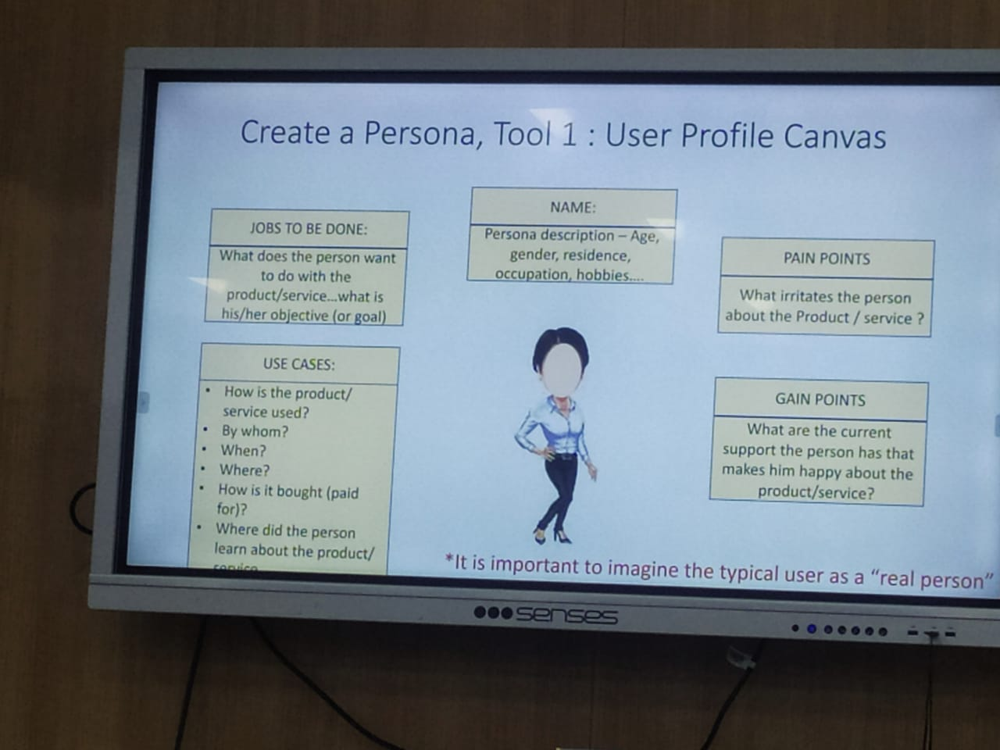 Create a Persona, Tool 1 : User Profile Canvas
JOBS TO BE DONE:
What does the person want
to do with the
product/service...what is
his/her objective (or goal)
NAME:
Persona description – Age,
gender, residence,
occupation, hobbies....
PAIN POINTS
What irritates the person
about the Product / service ?
USE CASES:
• How is the product/
service used?
• By whom?
• When?
• Where?
• How is it bought (paid
for)?
• Where did the person
learn about the product/
service
GAIN POINTS
What are the current
support the person has that
makes him happy about the
product/service?
*It is important to imagine the typical user as a “real person”
senses